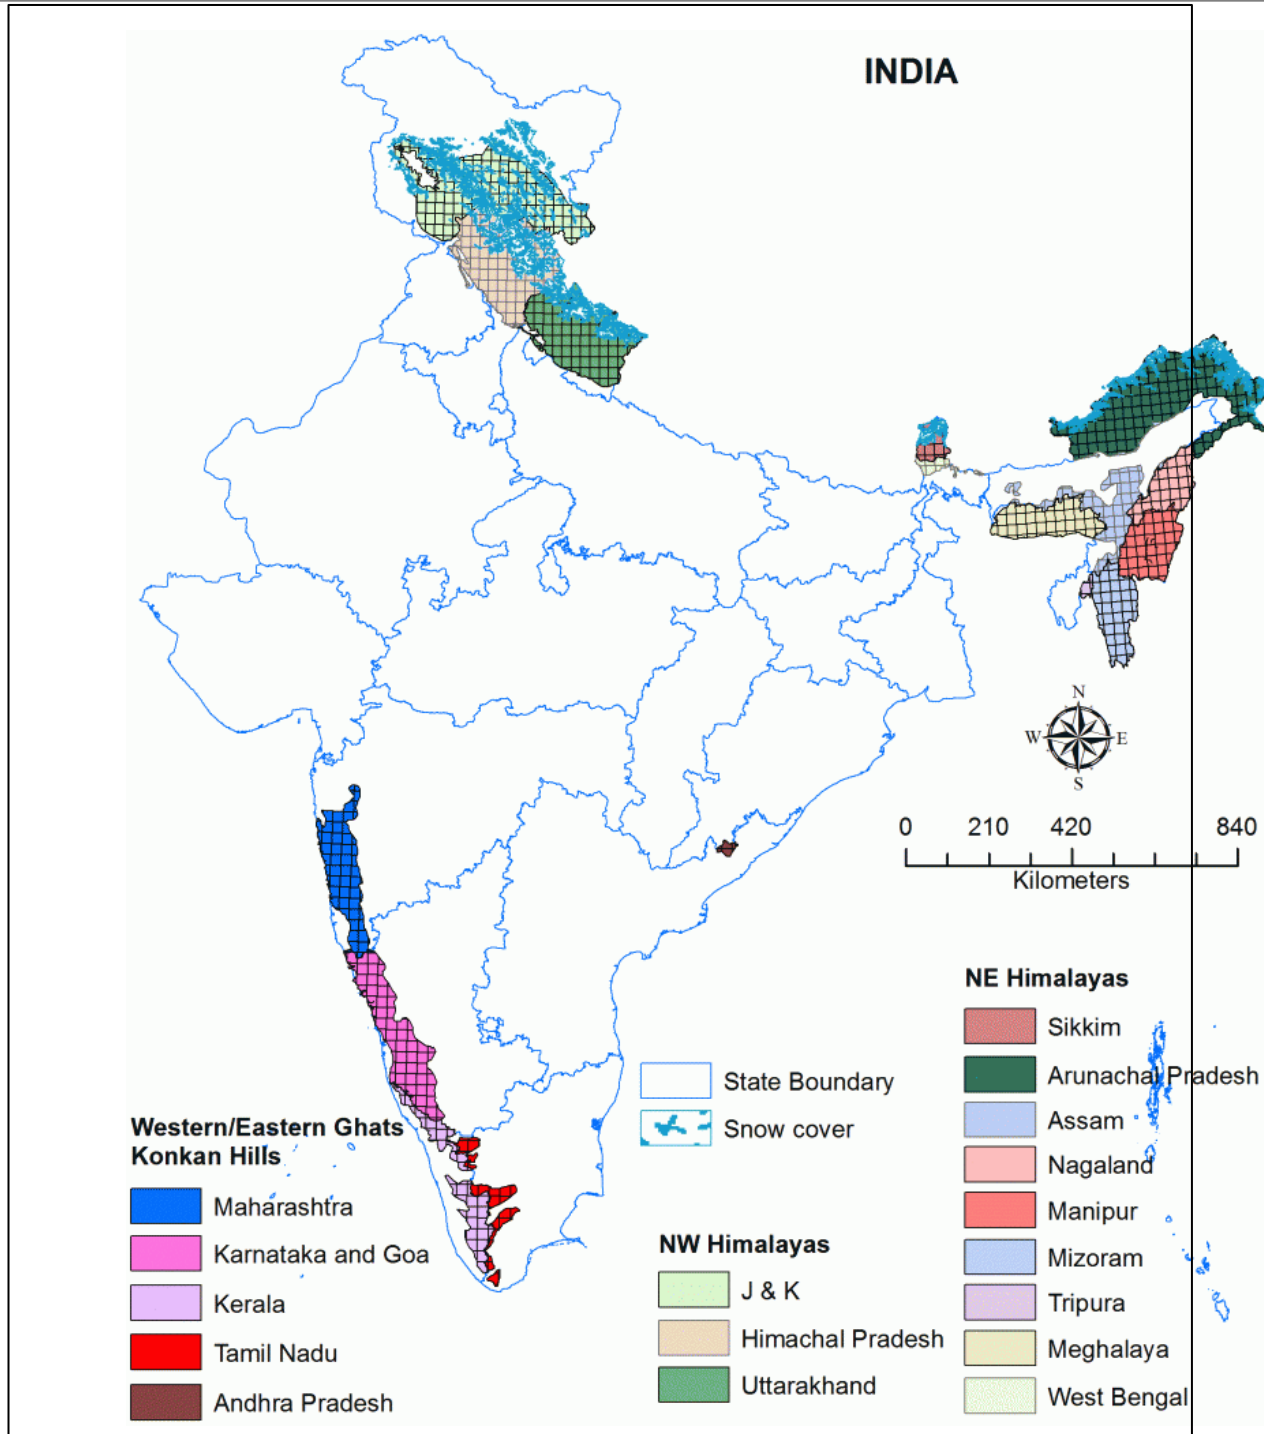 INDIA
N
W E
S
0 210 420 840
Kilometers
NE Himalayas
Sikkim
Arunachal Pradesh
Assam
Nagaland
Manipur
Mizoram
Tripura
Meghalaya
West Bengal
State Boundary
Snow cover
Western/Eastern Ghats
Konkan Hills
Maharashtra
Karnataka and Goa
Kerala
Tamil Nadu
Andhra Pradesh
NW Himalayas
J & K
Himachal Pradesh
Uttarakhand